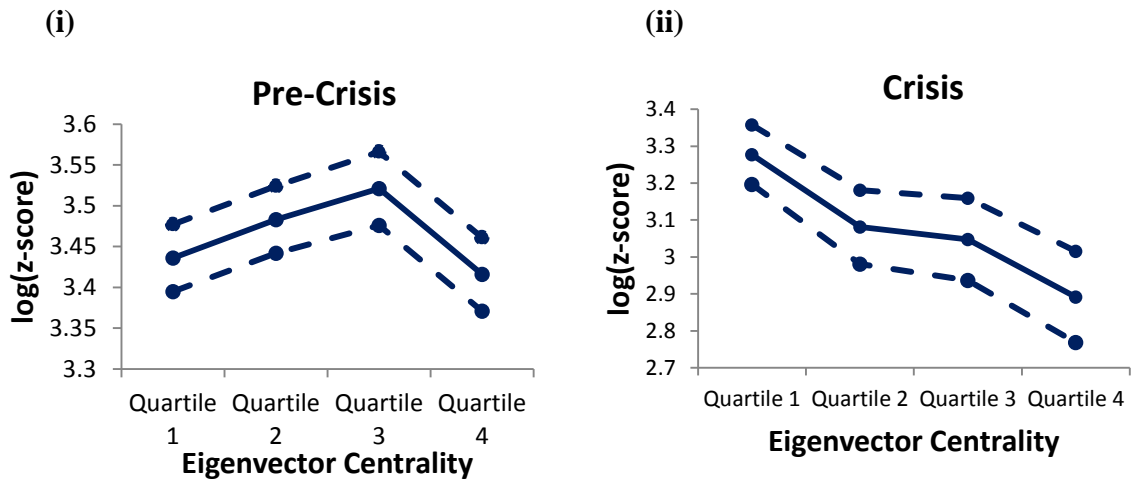 (i)
Pre-Crisis
log(z-score)
3.6
3.55
3.5
3.45
3.4
3.35
3.3
Quartile 1
Quartile 2
Quartile 3
Quartile 4
Eigenvector Centrality
(ii)
Crisis
log(z-score)
3.4
3.3
3.2
3.1
3
2.9
2.8
2.7
Quartile 1 Quartile 2 Quartile 3 Quartile 4
Eigenvector Centrality